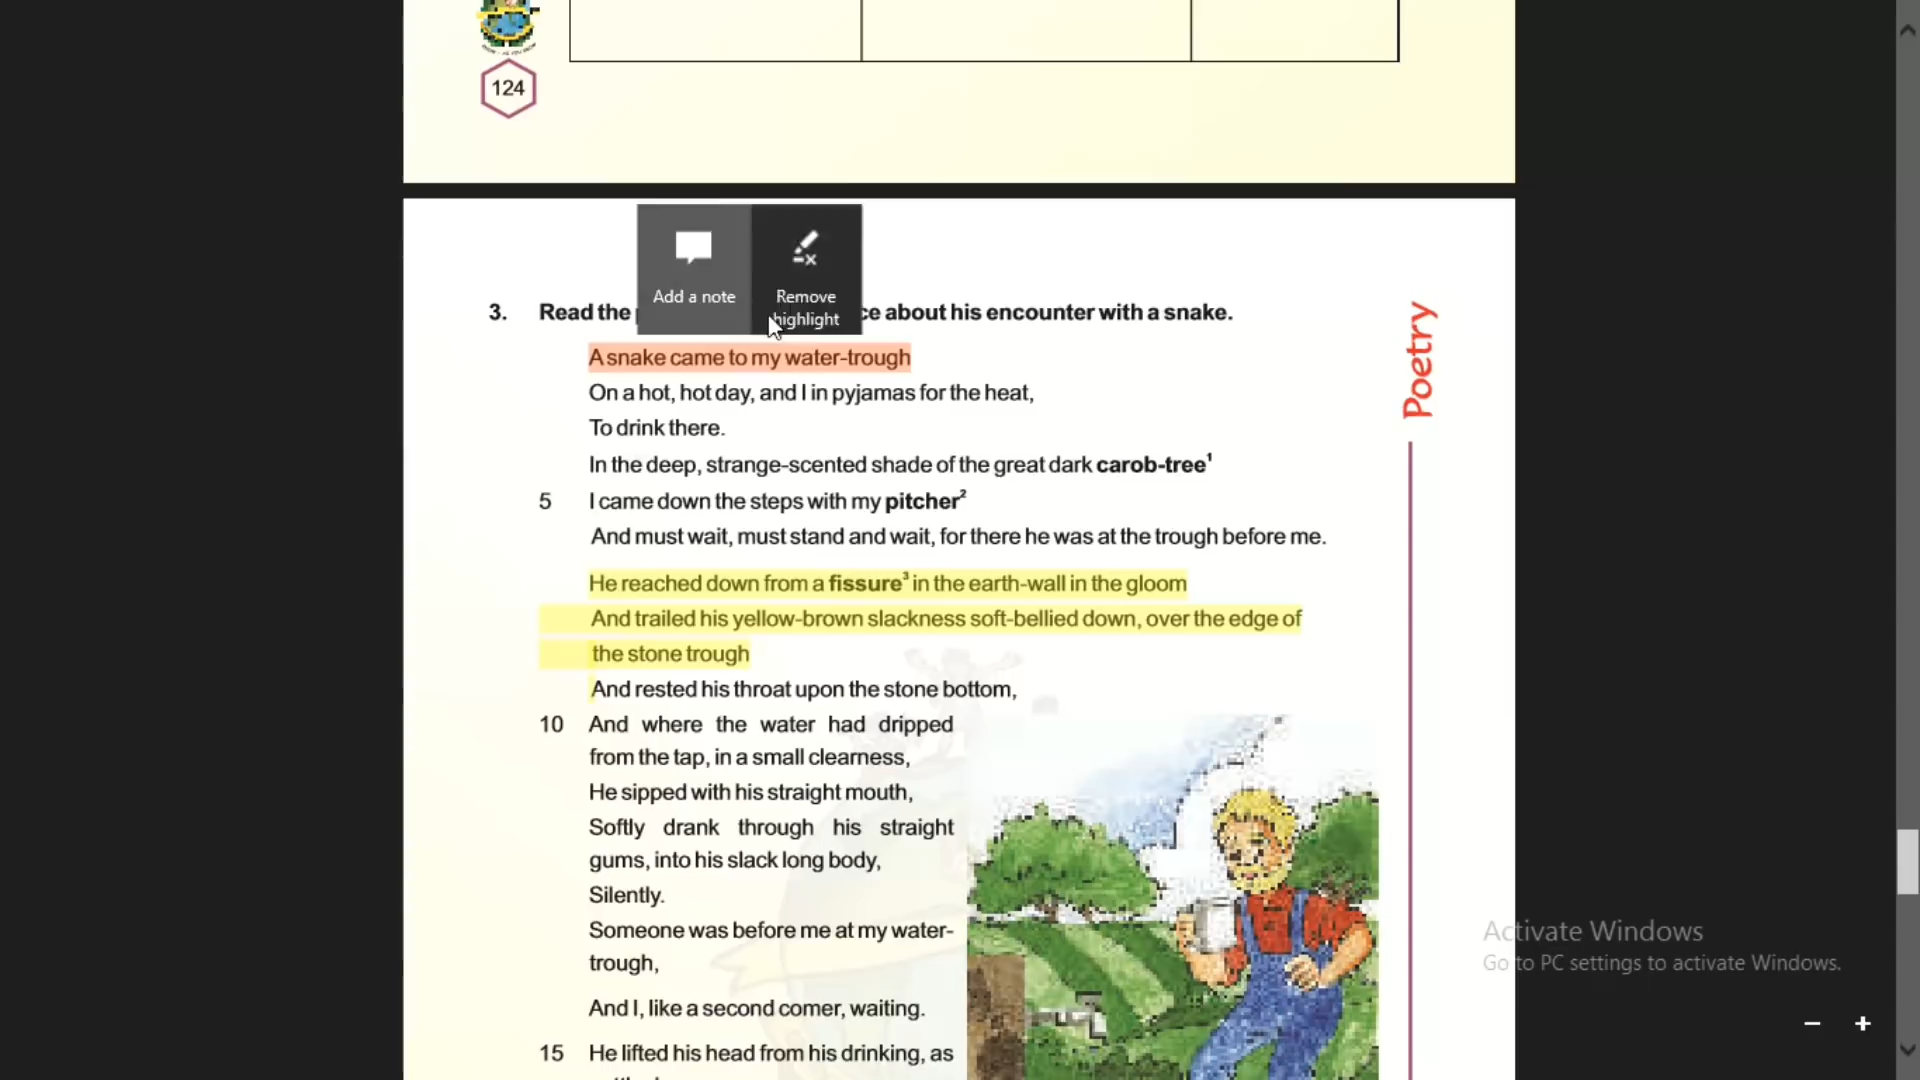 124
Add a note
Remove
highlight
3. Read the ce about his encounter with a snake.
A snake came to my water-trough
On a hot, hot day, and I in pyjamas for the heat,
To drink there.
In the deep, strange-scented shade of the great dark carob-tree¹
5 I came down the steps with my pitcher²
And must wait, must stand and wait, for there he was at the trough before me.
He reached down from a fissure³ in the earth-wall in the gloom
And trailed his yellow-brown slackness soft-bellied down, over the edge of
the stone trough
And rested his throat upon the stone bottom,
10 And where the water had dripped
from the tap, in a small clearness,
He sipped with his straight mouth,
Softly drank through his straight
gums, into his slack long body,
Silently.
Someone was before me at my water-
trough,
And I, like a second comer, waiting.
15 He lifted his head from his drinking, as
Poetry
Activate Windows
Go to PC settings to activate Windows.